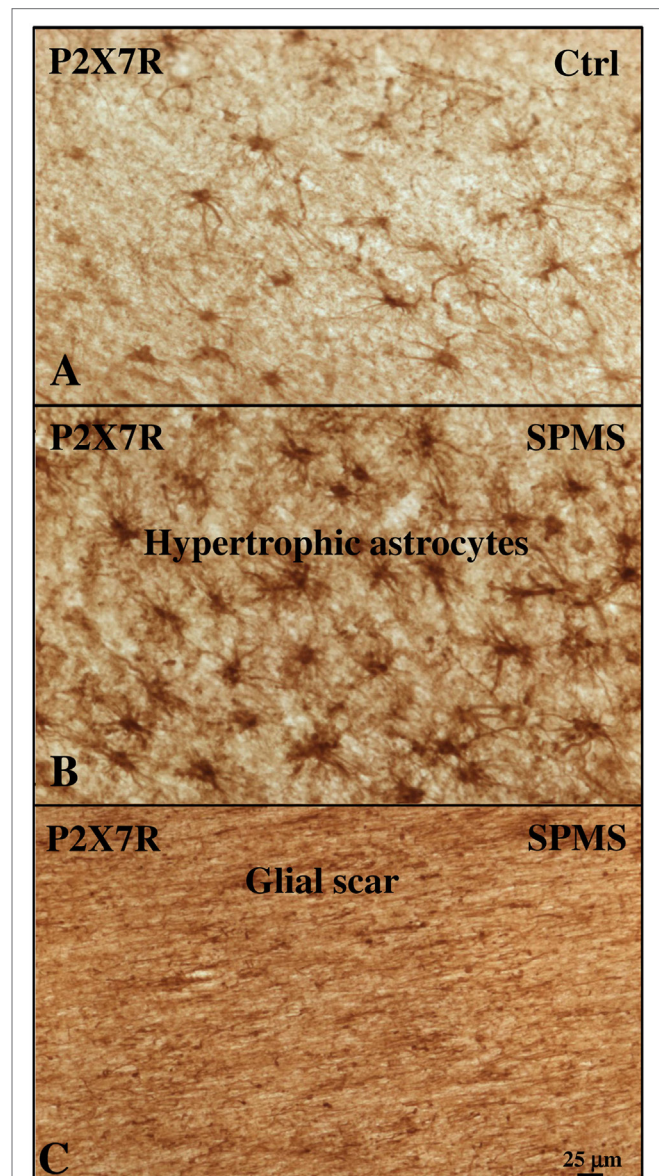 P2X7R Ctrl
A
P2X7R SPMS
Hypertrophic astrocytes
B
P2X7R SPMS
Glial scar
C 25 μm